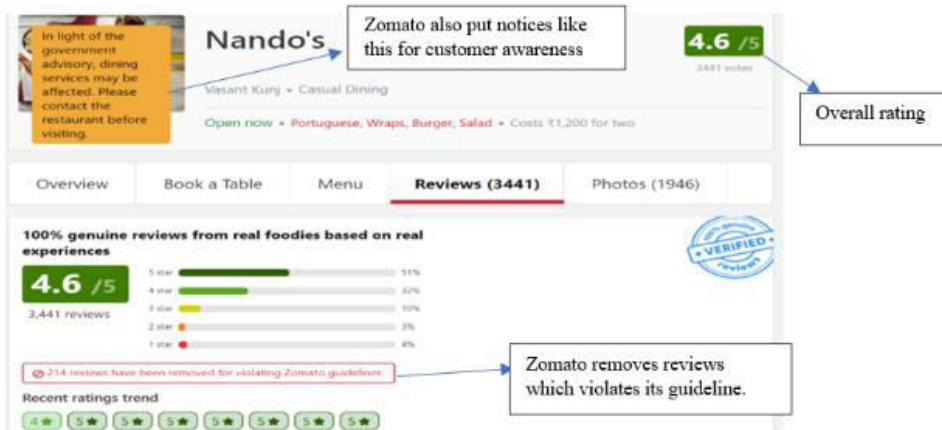 In light of the
government
advisory, dining
services may be
affected. Please
contact the
restaurant before
visiting.
Nando's
Zomato also put notices like
this for customer awareness
4.6 /5
3441 votes
Vasant Kunj • Casual Dining
Overall rating
Open now • Portuguese, Wraps, Burger, Salad • Costs ₹1,200 for two
Overview
Book a Table
Menu
Reviews (3441)
Photos (1946)
100% genuine reviews from real foodies based on real
experiences
100% genuine
VERIFIED
reviews
4.6 /5
3,441 reviews
5 star 51%
4 star 32%
3 star 10%
2 star 3%
1 star 4%
214 reviews have been removed for violating Zomato guidelines.
Zomato removes reviews
which violates its guideline.
Recent ratings trend
4★ 5★ 5★ 5★ 5★ 5★ 5★ 5★